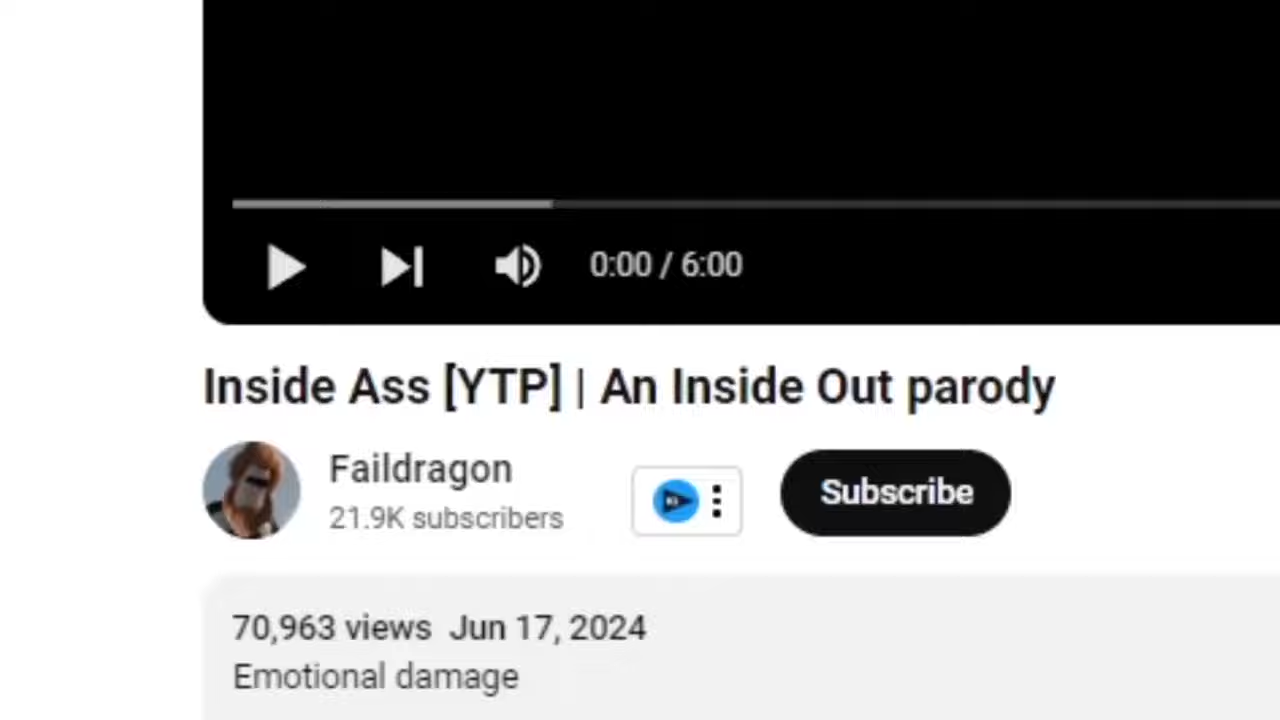 0:00 / 6:00
Inside Ass [YTP] | An Inside Out parody
Faildragon
21.9K subscribers
Subscribe
70,963 views Jun 17, 2024
Emotional damage